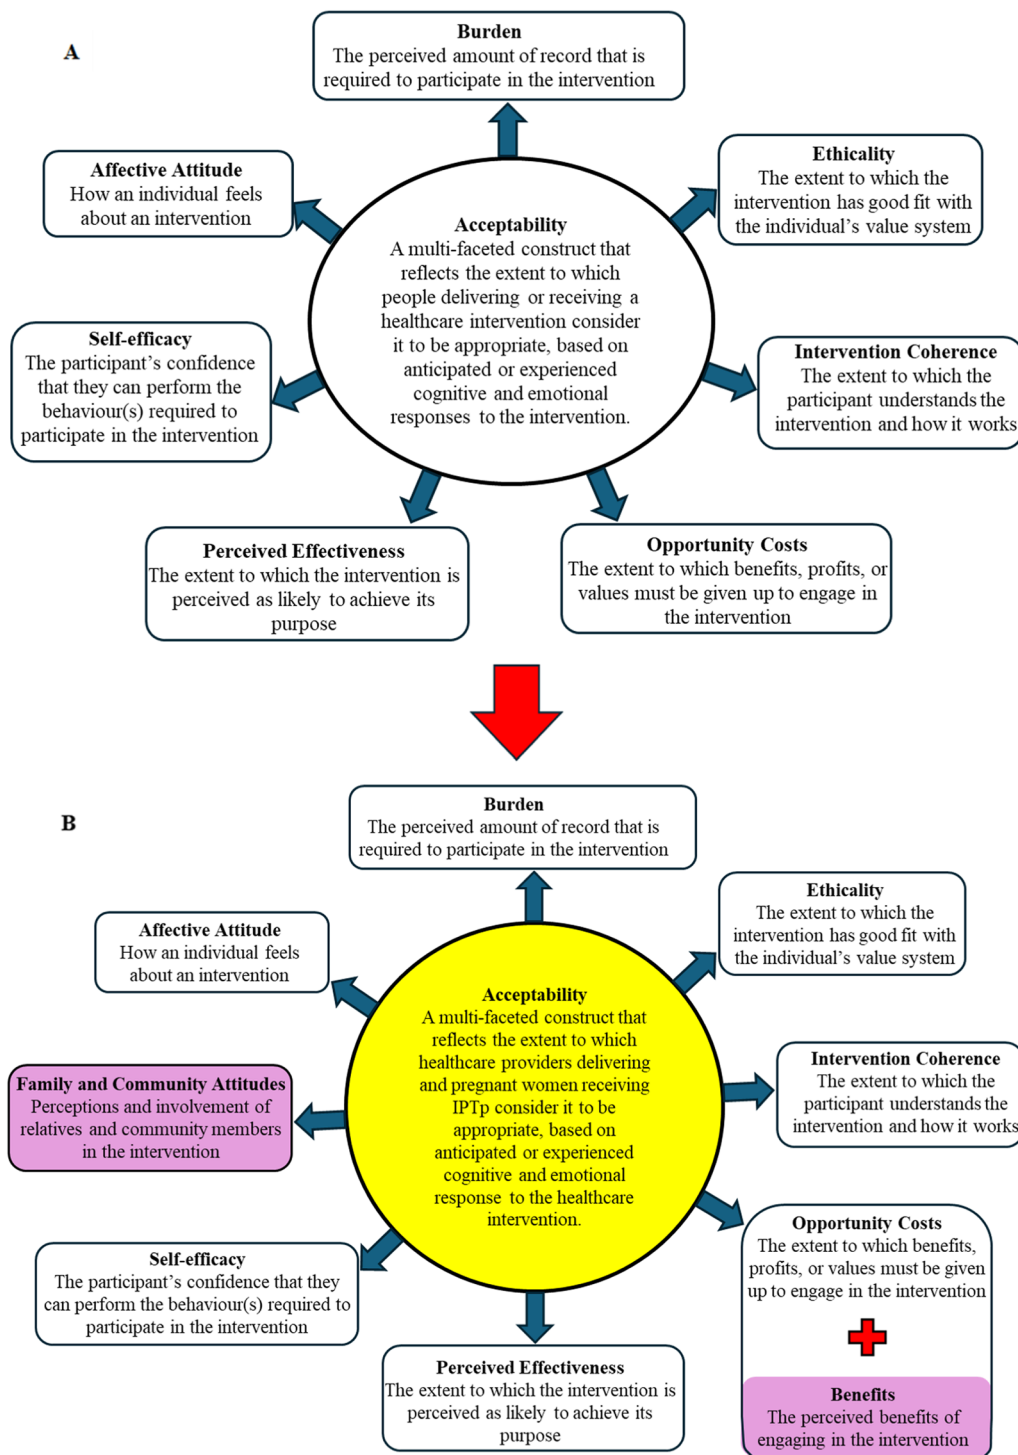 A
Burden
The perceived amount of record that is
required to participate in the intervention
Affective Attitude
How an individual feels
about an intervention
Ethicality
The extent to which the
intervention has good fit with
the individual's value system
Acceptability
A multi-faceted construct that
reflects the extent to which
people delivering or receiving a
healthcare intervention consider
it to be appropriate, based on
anticipated or experienced
cognitive and emotional
responses to the intervention.
Self-efficacy
The participant's confidence
that they can perform the
behaviour(s) required to
participate in the intervention
Intervention Coherence
The extent to which the
participant understands the
intervention and how it works
Perceived Effectiveness
The extent to which the intervention is
perceived as likely to achieve its
purpose
Opportunity Costs
The extent to which benefits, profits, or
values must be given up to engage in
the intervention
B
Burden
The perceived amount of record that is
required to participate in the intervention
Affective Attitude
How an individual feels
about an intervention
Ethicality
The extent to which the
intervention has good fit with
the individual's value system
Acceptability
A multi-faceted construct that
reflects the extent to which
healthcare providers delivering
and pregnant women receiving
IPTp consider it to be
appropriate, based on
anticipated or experienced
cognitive and emotional
response to the healthcare
intervention.
Family and Community Attitudes
Perceptions and involvement of
relatives and community members
in the intervention
Intervention Coherence
The extent to which the
participant understands the
intervention and how it works
Self-efficacy
The participant's confidence that they
can perform the behaviour(s) required to
participate in the intervention
Opportunity Costs
The extent to which benefits,
profits, or values must be given
up to engage in the intervention
Perceived Effectiveness
The extent to which the intervention is
perceived as likely to achieve its
purpose
Benefits
The perceived benefits of
engaging in the intervention